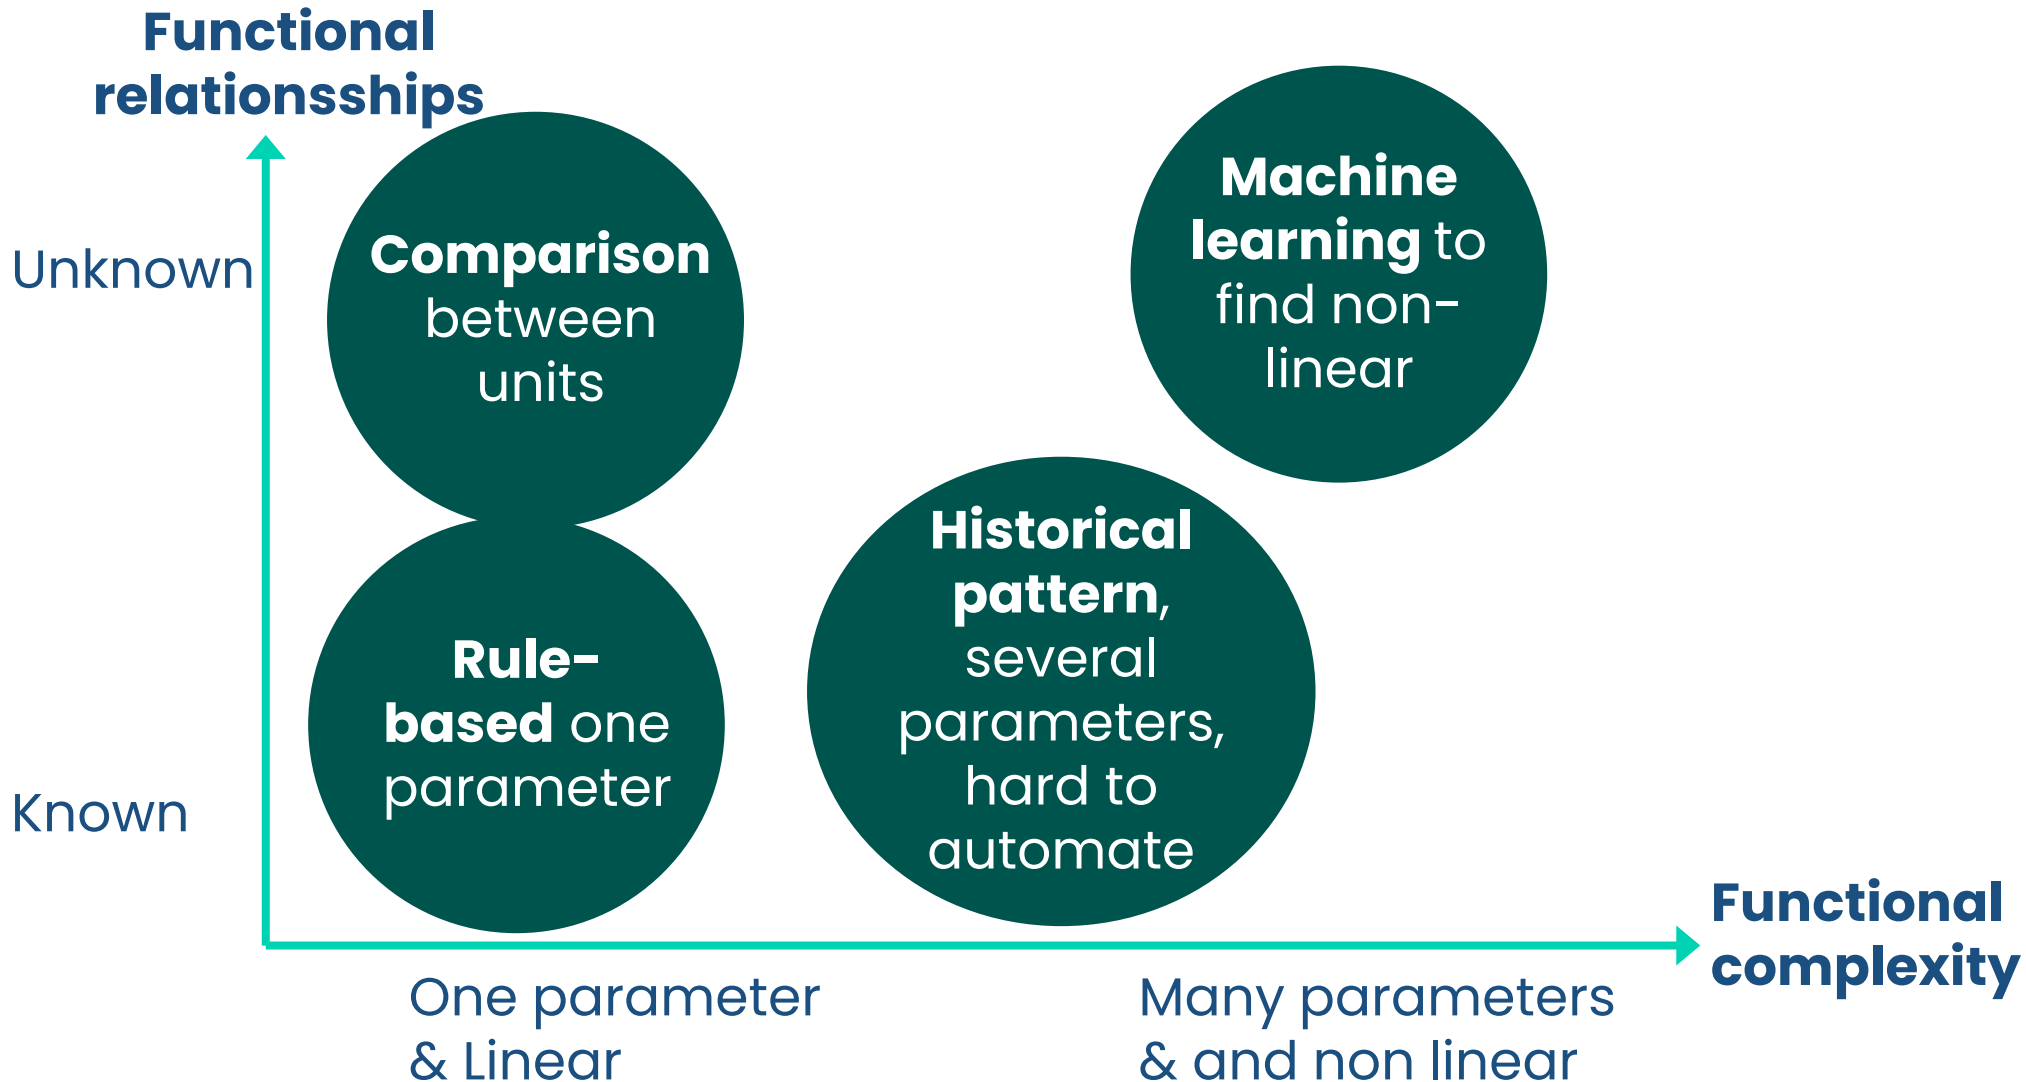 Functional
relationsships
Unknown
Known
Comparison
between
units
Machine
learning to
find non-
linear
Rule-
based one
parameter
Historical
pattern,
several
parameters,
hard to
automate
Functional
complexity
One parameter
& Linear
Many parameters
& and non linear